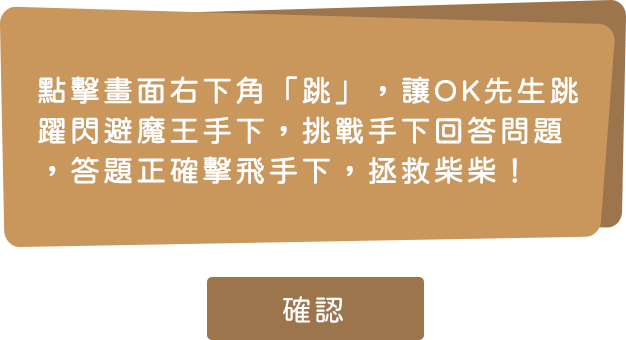 點擊畫面右下角「跳」，讓OK先生跳
躍閃避魔王手下，挑戰手下回答問題
，答題正確擊飛手下，拯救柴柴！
確認